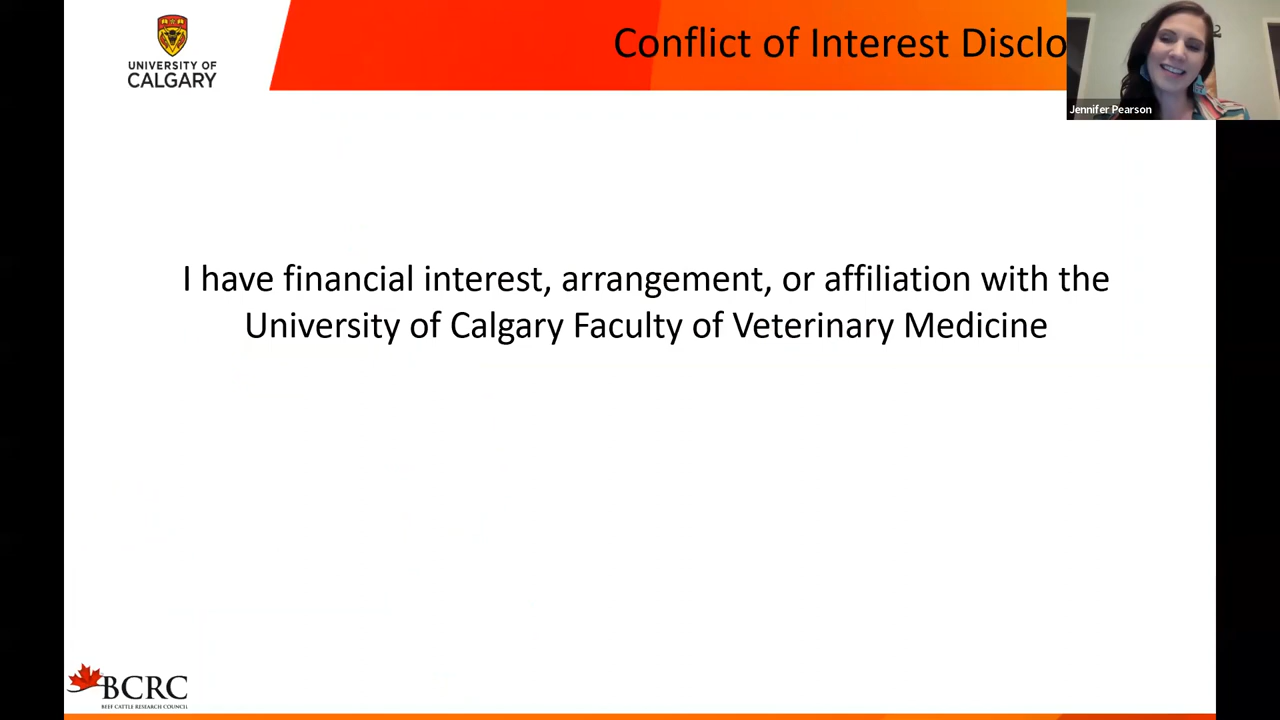 UNIVERSITY OF
CALGARY
Conflict of Interest Disclo
Jennifer Pearson
I have financial interest, arrangement, or affiliation with the
University of Calgary Faculty of Veterinary Medicine
BCRC
BEEF CATTLE RESEARCH COUNCIL